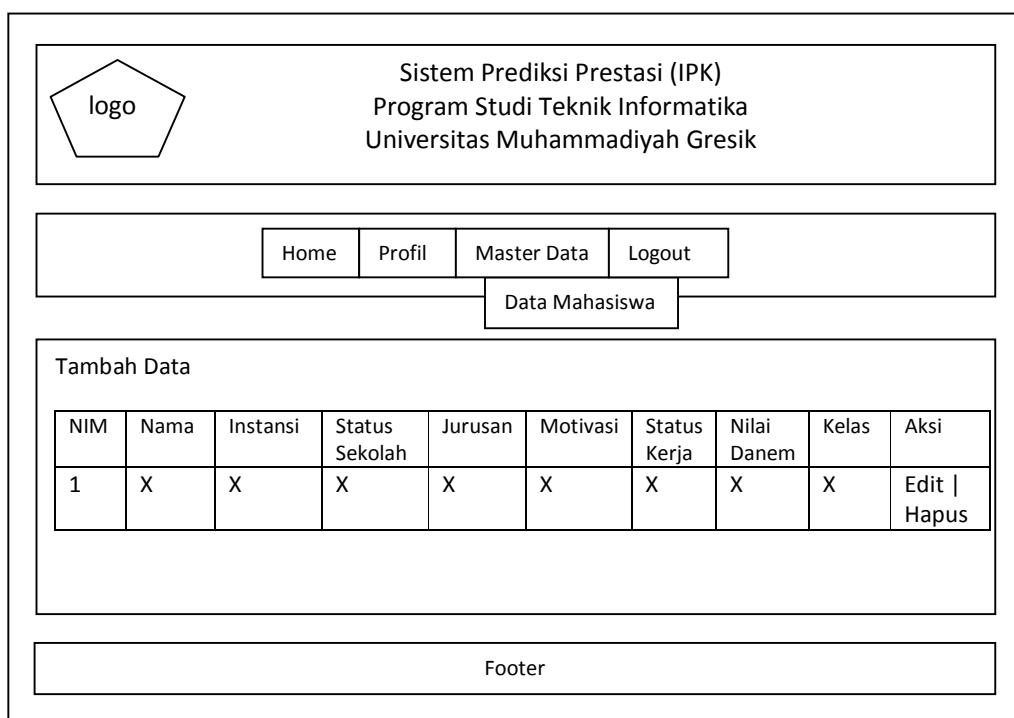 logo
Sistem Prediksi Prestasi (IPK)
Program Studi Teknik Informatika
Universitas Muhammadiyah Gresik
Home Profil Master Data Logout
Data Mahasiswa
Tambah Data
NIM Nama Instansi Status Sekolah Jurusan Motivasi Status Kerja Nilai Danem Kelas Aksi
1 X X X X X X X X Edit | Hapus
Footer